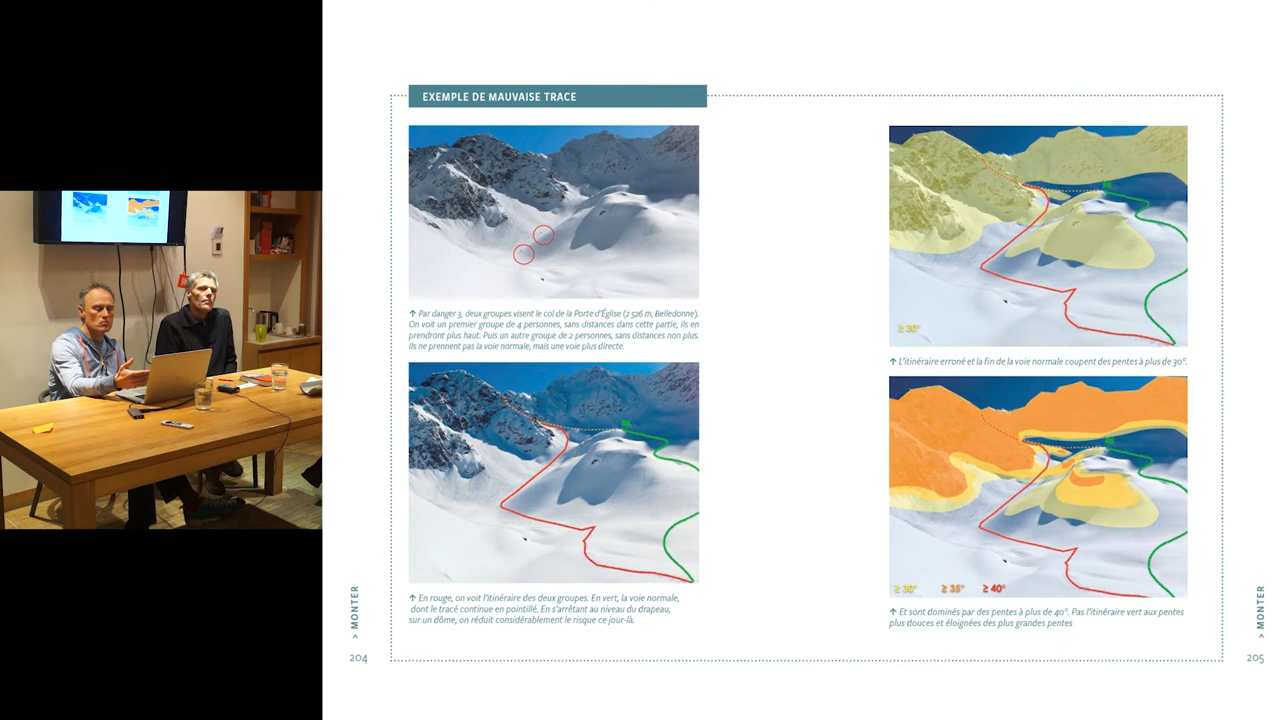 EXEMPLE DE MAUVAISE TRACE
↑ Par danger 3, deux groupes visent le col de la Porte d'Église (2 526 m, Belledonne).
On voit un premier groupe de 4 personnes, sans distances dans cette partie, ils en
prendront plus haut. Puis un autre groupe de 2 personnes, sans distances non plus.
Ils ne prennent pas la voie normale, mais une voie plus directe.
↑ En rouge, on voit l'itinéraire des deux groupes. En vert, la voie normale,
dont le tracé continue en pointillé. En s'arrêtant au niveau du drapeau,
sur un dôme, on réduit considérablement le risque ce jour-là.
> MONTER
204
≥ 30°
↑ L'itinéraire erroné et la fin de la voie normale coupent des pentes à plus de 30°.
≥ 30° ≥ 35° ≥ 40°
↑ Et sont dominés par des pentes à plus de 40°. Pas l'itinéraire vert aux pentes
plus douces et éloignées des plus grandes pentes
> MONTER
205